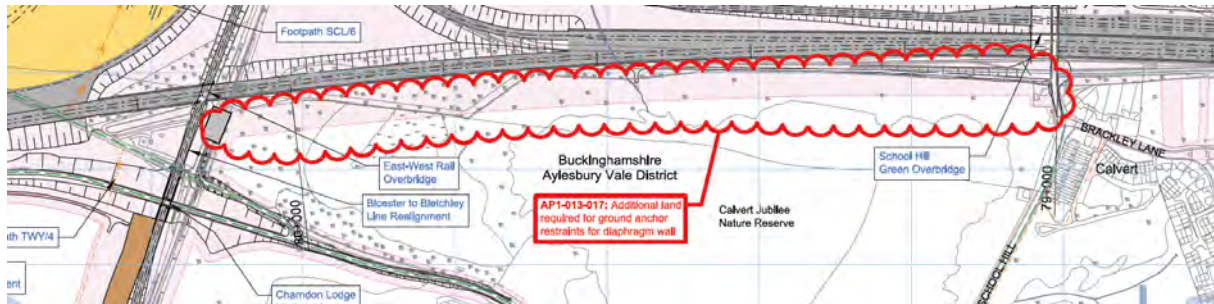 Footpath SCL/6
East-West Rail
Overbridge
Bicester to Bletchley
Line Realignment
Buckinghamshire
Aylesbury Vale District
AP1-013-017: Additional land
required for ground anchor
restraints for diaphragm wall
Calvert Jubilee
Nature Reserve
School Hill
Green Overbridge
BRACKLEY LANE
Calvert
79+000
80+000
SCHOOL HILL
ath TWY/4
ent
Charndon Lodge